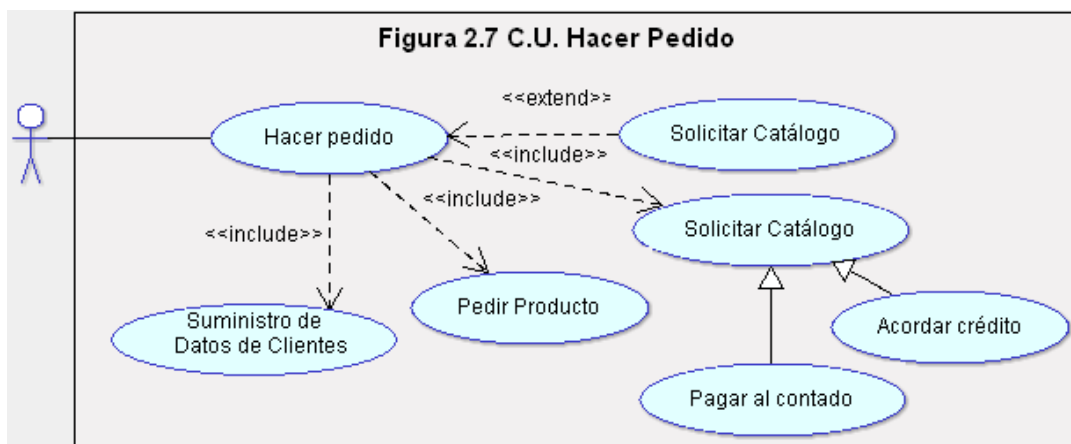 Figura 2.7 C.U. Hacer Pedido
<<extend>>
Hacer pedido
Solicitar Catálogo
<<include>>
<<include>>
<<include>>
Solicitar Catálogo
Suministro de
Datos de Clientes
Pedir Producto
Acordar crédito
Pagar al contado